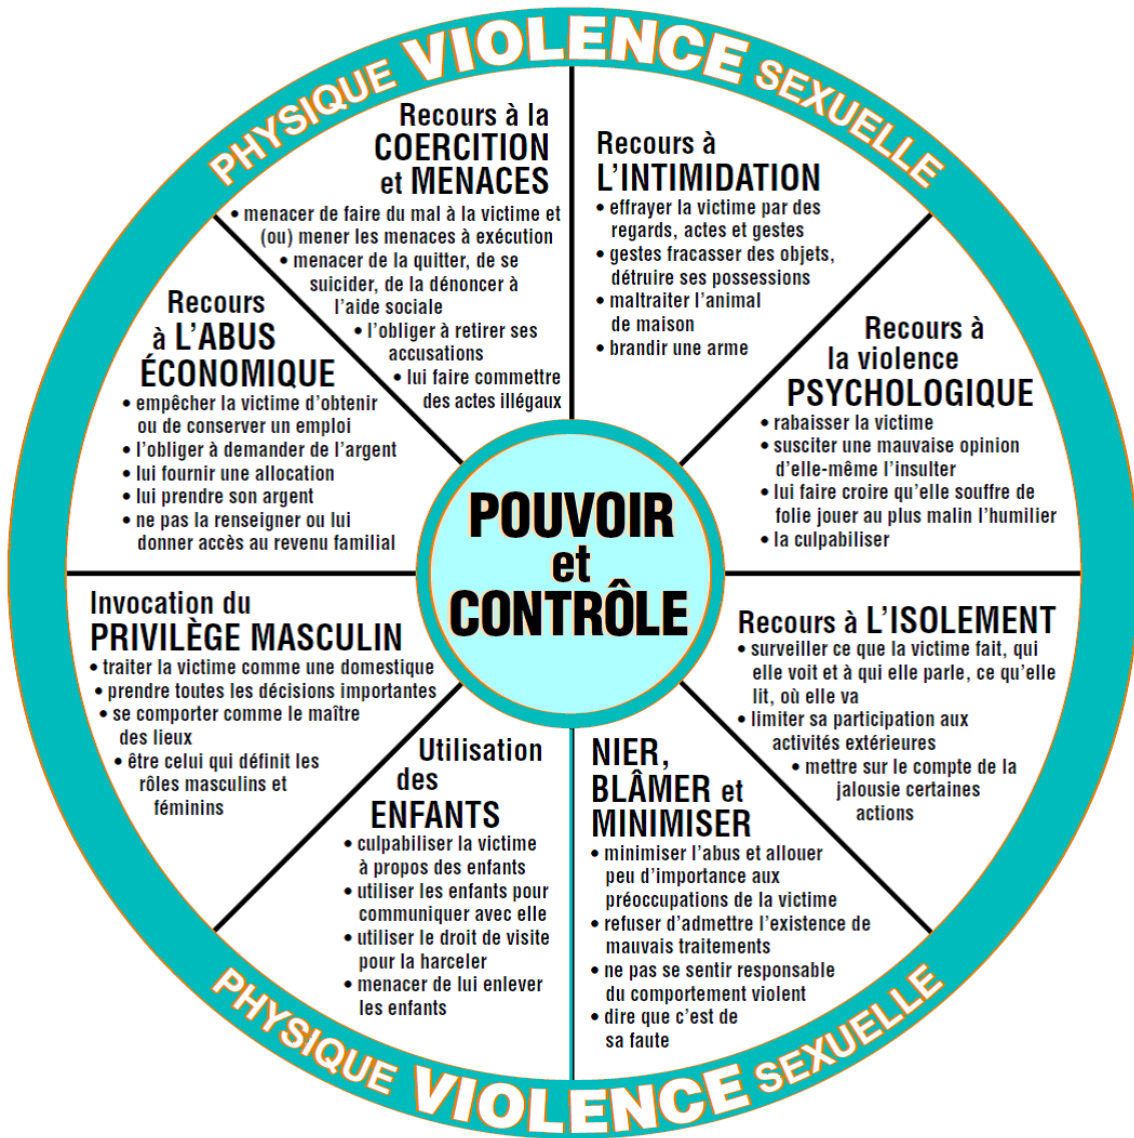 PHYSIQUE VIOLENCE SEXUELLE
Recours à la
COERCITION
et MENACES
• menacer de faire du mal à la victime et
(ou) mener les menaces à exécution
• menacer de la quitter, de se
suicider, de la dénoncer à
l'aide sociale
• l'obliger à retirer ses
accusations
• lui faire commettre
des actes illégaux
Recours à
L'INTIMIDATION
• effrayer la victime par des
regards, actes et gestes
• gestes fracasser des objets,
détruire ses possessions
• maltraiter l'animal
de maison
• brandir une arme
Recours à
la violence
PSYCHOLOGIQUE
• rabaisser la victime
• susciter une mauvaise opinion
d'elle-même l'insulter
• lui faire croire qu'elle souffre de
folie jouer au plus malin l'humilier
• la culpabiliser
Recours à L'ISOLEMENT
• surveiller ce que la victime fait, qui
elle voit et à qui elle parle, ce qu'elle
lit, où elle va
• limiter sa participation aux
activités extérieures
• mettre sur le compte de la
jalousie certaines
actions
NIER,
BLÂMER et
MINIMISER
• minimiser l'abus et allouer
peu d'importance aux
préoccupations de la victime
• refuser d'admettre l'existence de
mauvais traitements
• ne pas se sentir responsable
du comportement violent
• dire que c'est de
sa faute
Utilisation
des
ENFANTS
• culpabiliser la victime
à propos des enfants
• utiliser les enfants pour
communiquer avec elle
• utiliser le droit de visite
pour la harceler
• menacer de lui enlever
les enfants
Invocation du
PRIVILÈGE MASCULIN
• traiter la victime comme une domestique
• prendre toutes les décisions importantes
• se comporter comme le maître
des lieux
• être celui qui définit les
rôles masculins et
féminins
Recours
à L'ABUS
ÉCONOMIQUE
• empêcher la victime d'obtenir
ou de conserver un emploi
• l'obliger à demander de l'argent
• lui fournir une allocation
• lui prendre son argent
• ne pas la renseigner ou lui
donner accès au revenu familial
POUVOIR
et
CONTRÔLE
PHYSIQUE VIOLENCE SEXUELLE